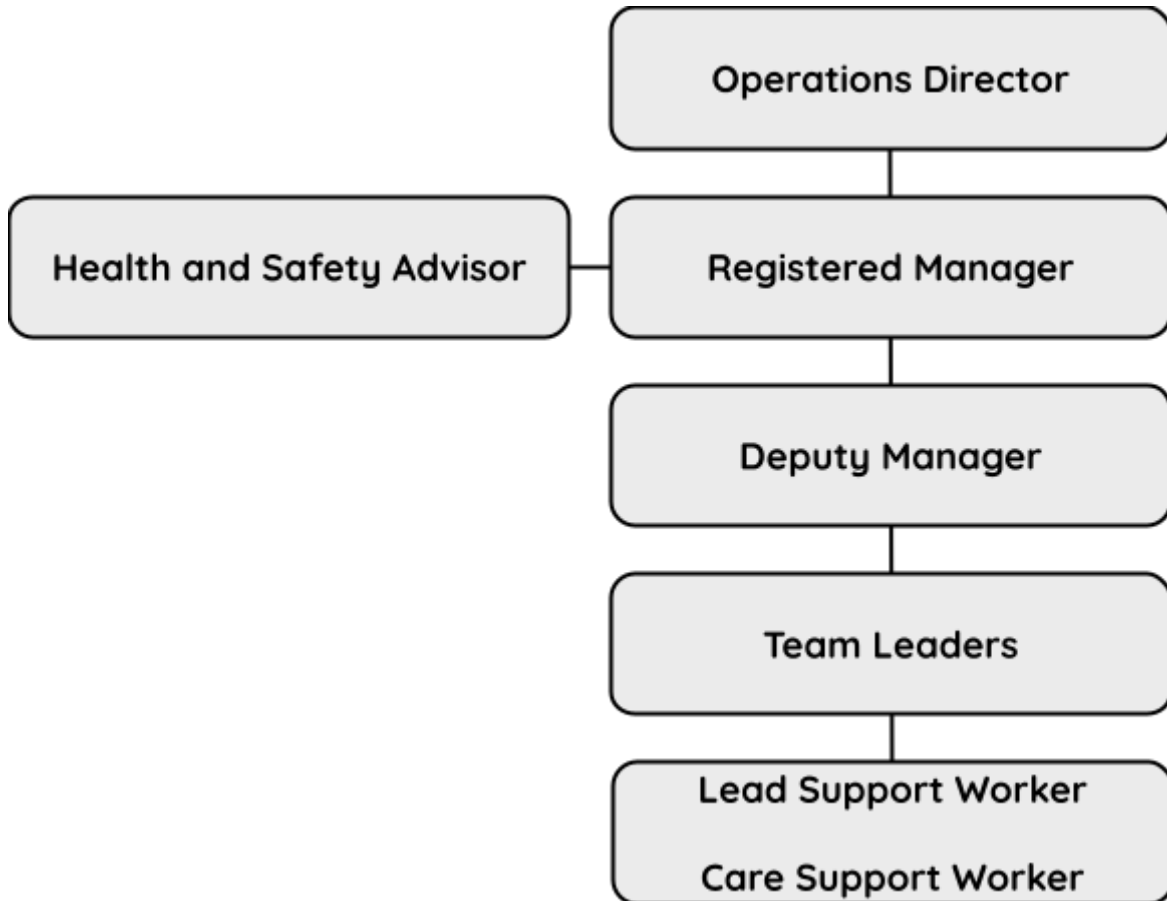 Operations Director
Health and Safety Advisor
Registered Manager
Deputy Manager
Team Leaders
Lead Support Worker
Care Support Worker